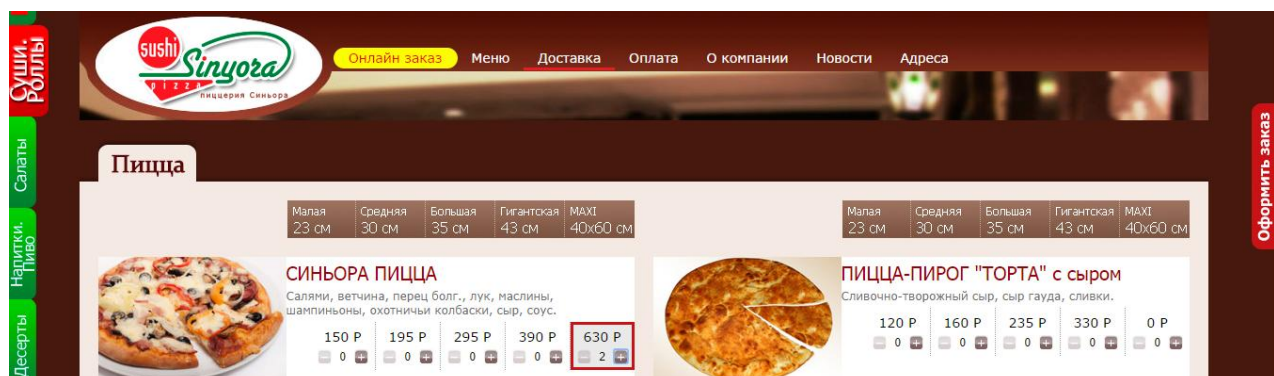 Суши.
Роллы
Салаты
Напитки.
Пиво
Десерты
sushi
Sinyora
pizza
пиццерия Синьора
Онлайн заказ Меню Доставка Оплата О компании Новости Адреса
Оформить заказ
Пицца
Малая Средняя Большая Гигантская MAXI
23 см 30 см 35 см 43 см 40х60 см
СИНЬОРА ПИЦЦА
Салями, ветчина, перец болг., лук, маслины,
шампиньоны, охотничьи колбаски, сыр, соус.
150 Р 195 Р 295 Р 390 Р 630 Р
- 0 + - 0 + - 0 + - 0 + - 2 +
Малая Средняя Большая Гигантская MAXI
23 см 30 см 35 см 43 см 40х60 см
ПИЦЦА-ПИРОГ "ТОРТА" с сыром
Сливочно-творожный сыр, сыр гауда, сливки.
120 Р 160 Р 235 Р 330 Р 0 Р
- 0 + - 0 + - 0 + - 0 + - 0 +